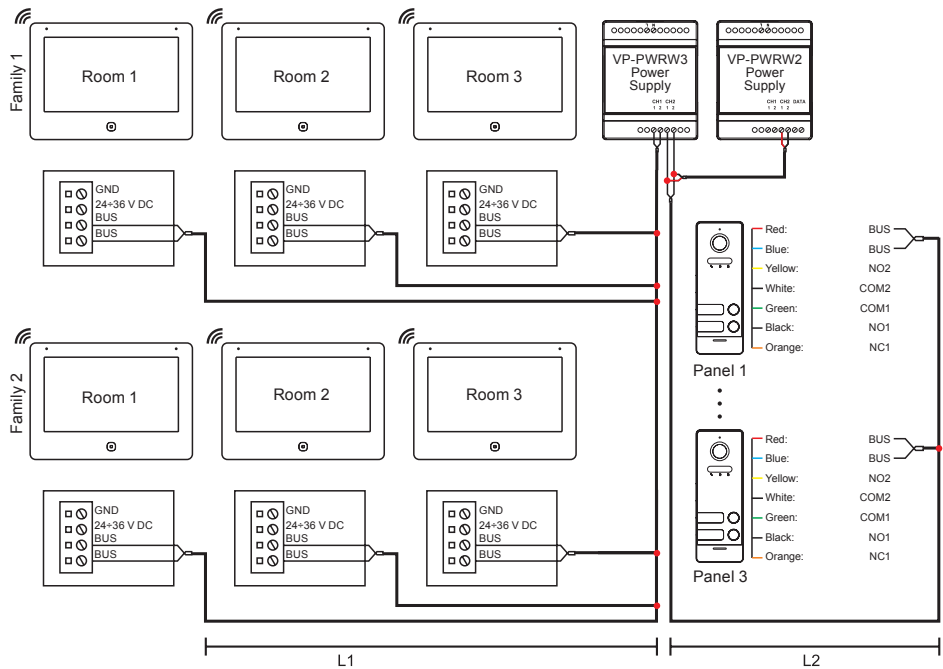 Family 1
Room 1
Room 2
Room 3
VP-PWRW3
Power
Supply
CH1 CH2
1 2 1 2
VP-PWRW2
Power
Supply
CH1 CH2 DATA
1 2 1 2
GND
24÷36 V DC
BUS
BUS
GND
24÷36 V DC
BUS
BUS
GND
24÷36 V DC
BUS
BUS
Red: BUS
Blue: BUS
Yellow: NO2
White: COM2
Green: COM1
Black: NO1
Orange: NC1
Panel 1
Family 2
Room 1
Room 2
Room 3
GND
24÷36 V DC
BUS
BUS
GND
24÷36 V DC
BUS
BUS
GND
24÷36 V DC
BUS
BUS
Red: BUS
Blue: BUS
Yellow: NO2
White: COM2
Green: COM1
Black: NO1
Orange: NC1
Panel 3
L1
L2